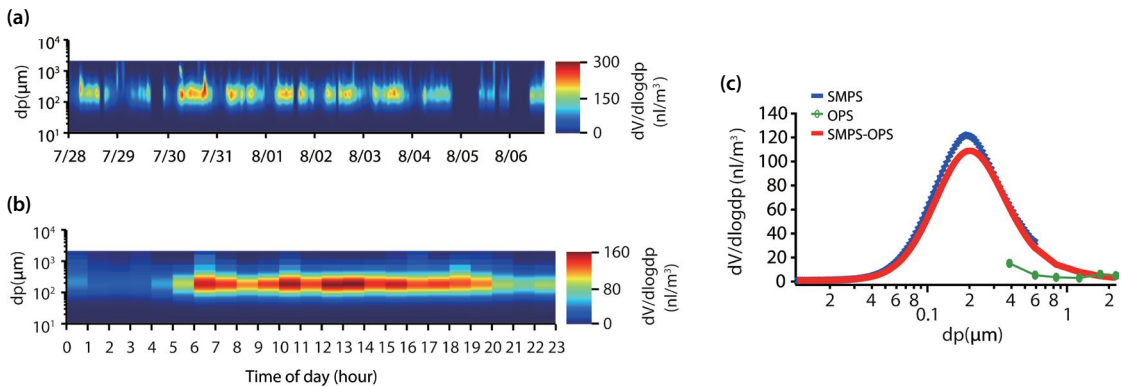 (a)
dp(µm)
10⁴
10³
10²
10¹
7/28 7/29 7/30 7/31 8/01 8/02 8/03 8/04 8/05 8/06
300
150
0
dV/dlogdp
(nl/m³)
(b)
dp(µm)
10⁴
10³
10²
10¹
0 1 2 3 4 5 6 7 8 9 10 11 12 13 14 15 16 17 18 19 20 21 22 23
Time of day (hour)
160
80
0
dV/dlogdp
(nl/m³)
(c)
SMPS
OPS
SMPS-OPS
dV/dlogdp (nl/m³)
140
120
100
80
60
40
20
0
2 4 6 8 2 4 6 8 2
0.1 1
dp(µm)